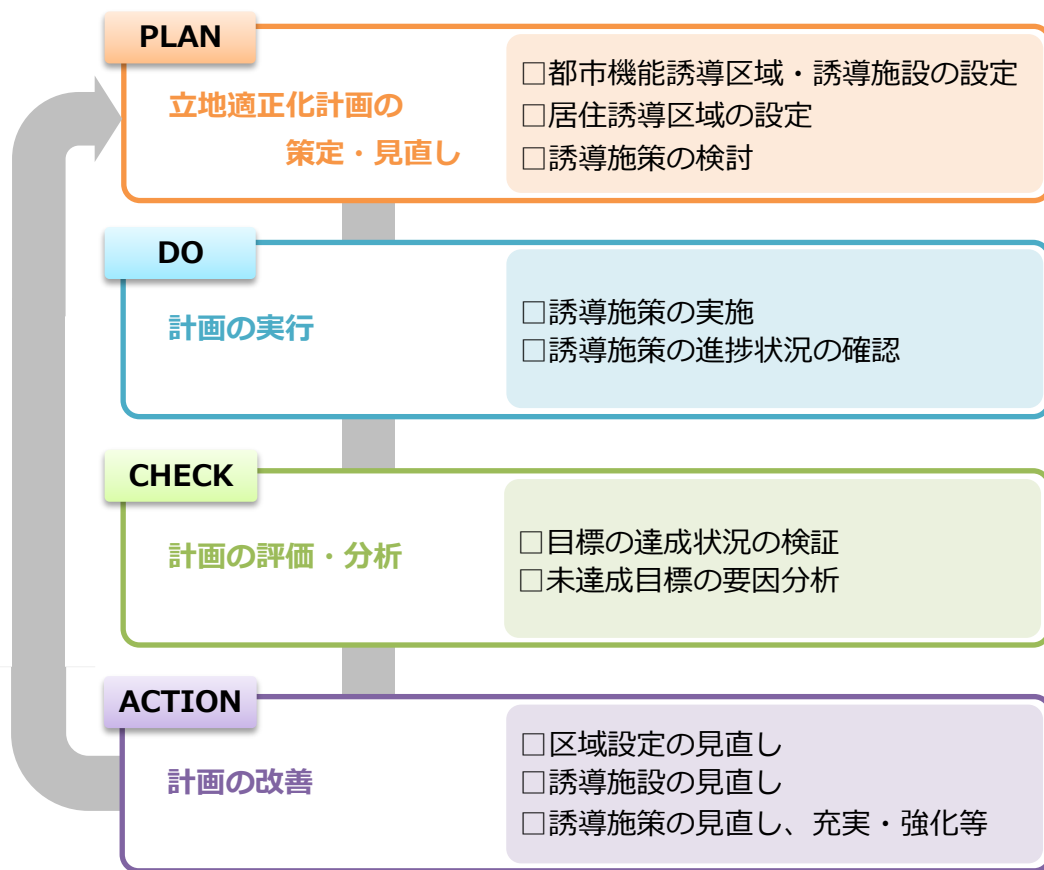 PLAN
立地適正化計画の
策定・見直し
□都市機能誘導区域・誘導施設の設定
□居住誘導区域の設定
□誘導施策の検討
DO
計画の実行
□誘導施策の実施
□誘導施策の進捗状況の確認
CHECK
計画の評価・分析
□目標の達成状況の検証
□未達成目標の要因分析
ACTION
計画の改善
□区域設定の見直し
□誘導施設の見直し
□誘導施策の見直し、充実・強化等